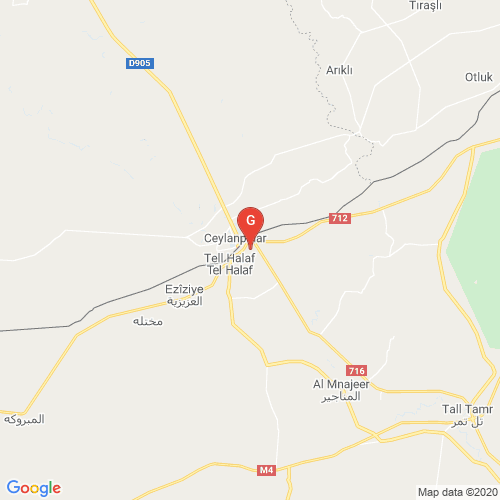 Tıraşlı
D905
Arıklı
Otluk
G
712
Ceylanpınar
Tell Halaf
Tel Halaf
Ezîziye
العزيزية
مختله
716
Al Mnajeer
المناجير
Tall Tamr
تل تمر
المبروكه
M4
Google
Map data ©2020